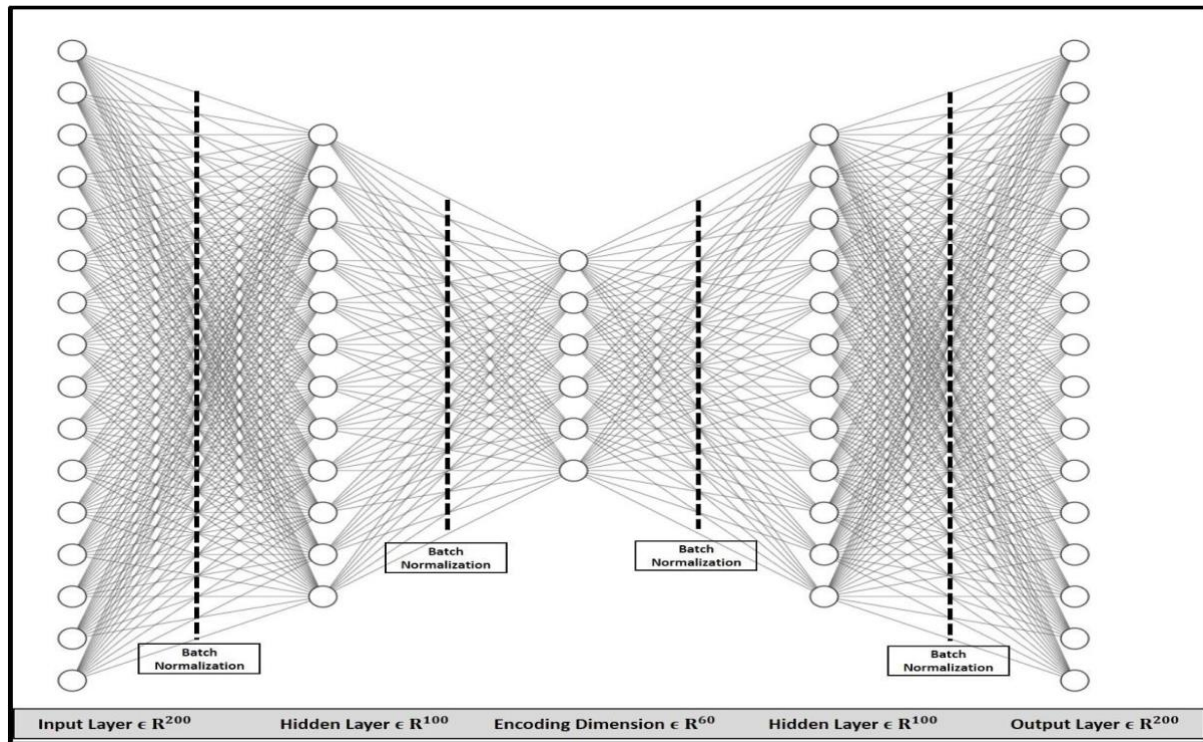 Batch
Normalization
Batch
Normalization
Batch
Normalization
Batch
Normalization
Input Layer ϵ R²⁰⁰ Hidden Layer ϵ R¹⁰⁰ Encoding Dimension ϵ R⁶⁰ Hidden Layer ϵ R¹⁰⁰ Output Layer ϵ R²⁰⁰